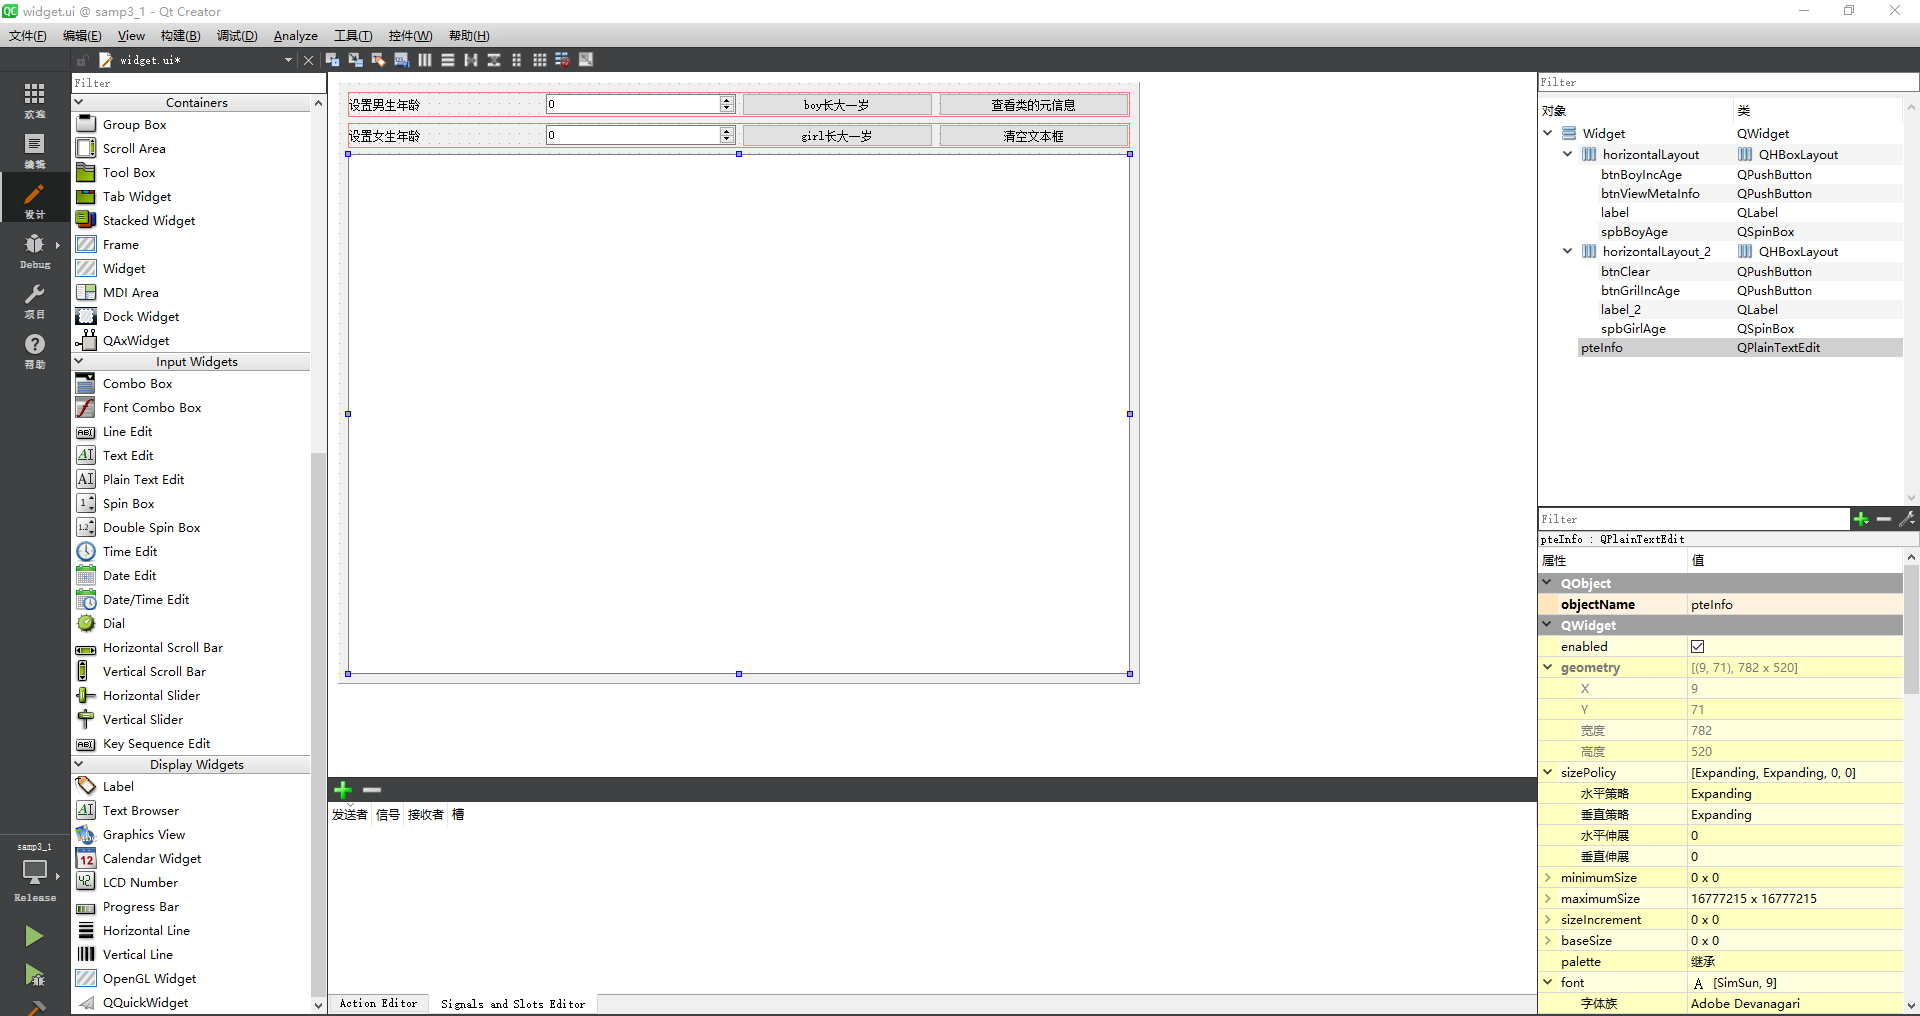 widget.ui @ samp3_1 - Qt Creator
文件(F) 编辑(E) View 构建(B) 调试(D) Analyze 工具(T) 控件(W) 帮助(H)
widget.ui*
欢迎
编辑
设计
Debug
项目
帮助
samp3_1
Release
Filter
Containers
Group Box
Scroll Area
Tool Box
Tab Widget
Stacked Widget
Frame
Widget
MDI Area
Dock Widget
QAxWidget
Input Widgets
Combo Box
Font Combo Box
Line Edit
Text Edit
Plain Text Edit
Spin Box
Double Spin Box
Time Edit
Date Edit
Date/Time Edit
Dial
Horizontal Scroll Bar
Vertical Scroll Bar
Horizontal Slider
Vertical Slider
Key Sequence Edit
Display Widgets
Label
Text Browser
Graphics View
Calendar Widget
LCD Number
Progress Bar
Horizontal Line
Vertical Line
OpenGL Widget
QQuickWidget
设置男生年龄 0 boy长大一岁 查看类的元信息
设置女生年龄 0 girl长大一岁 清空文本框
发送者 信号 接收者 槽
Action Editor Signals and Slots Editor
Filter
对象 类
Widget QWidget
horizontalLayout QHBoxLayout
btnBoyIncAge QPushButton
btnViewMetaInfo QPushButton
label QLabel
spbBoyAge QSpinBox
horizontalLayout_2 QHBoxLayout
btnClear QPushButton
btnGrilIncAge QPushButton
label_2 QLabel
spbGirlAge QSpinBox
pteInfo QPlainTextEdit
Filter
pteInfo : QPlainTextEdit
属性 值
QObject
objectName pteInfo
QWidget
enabled
geometry [(9, 71), 782 x 520]
X 9
Y 71
宽度 782
高度 520
sizePolicy [Expanding, Expanding, 0, 0]
水平策略 Expanding
垂直策略 Expanding
水平伸展 0
垂直伸展 0
minimumSize 0 x 0
maximumSize 16777215 x 16777215
sizeIncrement 0 x 0
baseSize 0 x 0
palette 继承
font A [SimSun, 9]
字体族 Adobe Devanagari